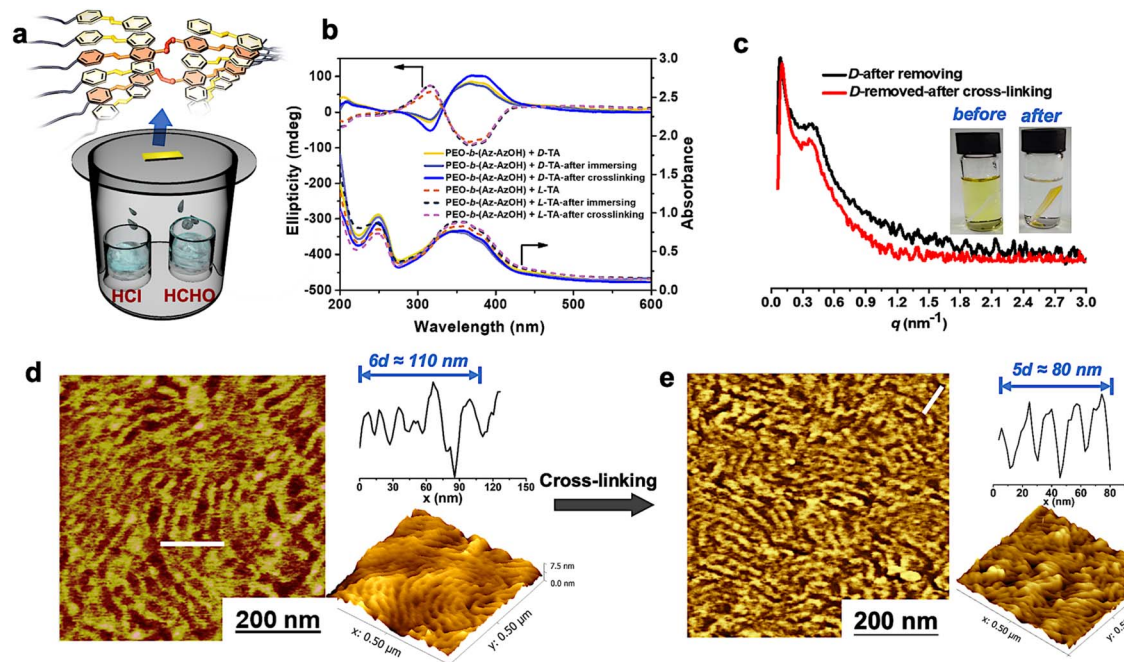 a
HCl
HCHO
b
Ellipticity (mdeg)
100
0
-100
-200
-300
-400
-500
PEO-b-(Az-AzOH) + D-TA
PEO-b-(Az-AzOH) + D-TA-after immersing
PEO-b-(Az-AzOH) + D-TA-after crosslinking
PEO-b-(Az-AzOH) + L-TA
PEO-b-(Az-AzOH) + L-TA-after immersing
PEO-b-(Az-AzOH) + L-TA-after crosslinking
3.0
2.5
2.0
1.5
1.0
0.5
0.0
Absorbance
200 300 400 500 600
Wavelength (nm)
c
D-after removing
D-removed-after cross-linking
before after
0.0 0.3 0.6 0.9 1.2 1.5 1.8 2.1 2.4 2.7 3.0
q (nm-1)
d
200 nm
6d ≈ 110 nm
0 30 60 90 120 150
x (nm)
7.5 nm
0.0 nm
x: 0.50 µm
y: 0.50 µm
Cross-linking
e
200 nm
5d ≈ 80 nm
0 20 40 60 80
x (nm)
x: 0.50 µm
y: 0.50 µm